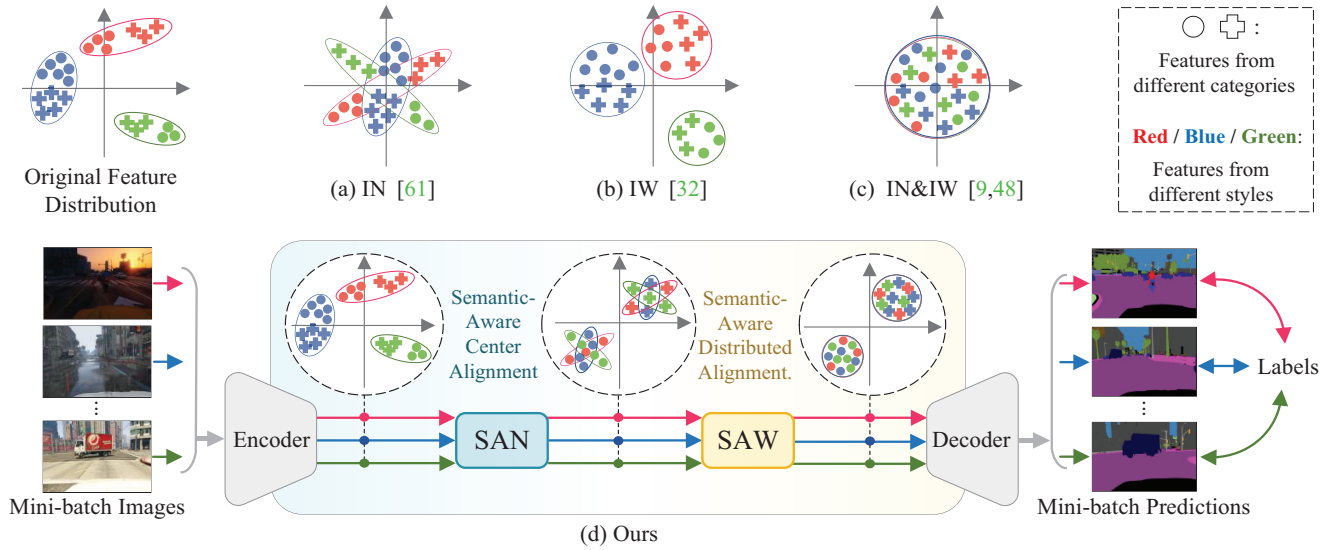 Original Feature
Distribution
(a) IN [61]
(b) IW [32]
(c) IN&IW [9,48]
:
Features from
different categories
Red / Blue / Green:
Features from
different styles
Semantic-
Aware
Center
Alignment
Semantic-
Aware
Distributed
Alignment.
Encoder
SAN
SAW
Decoder
Labels
Mini-batch Images
Mini-batch Predictions
(d) Ours